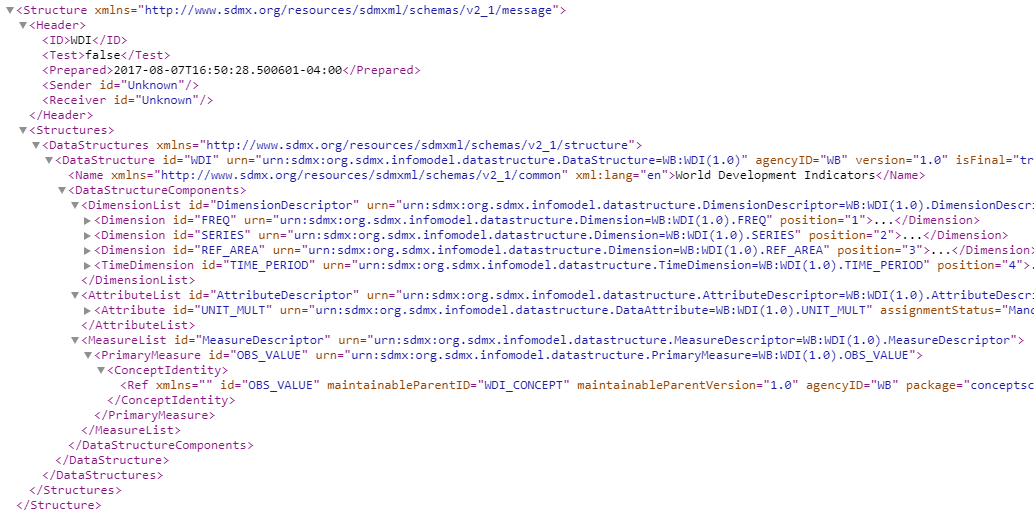 <Structure xmlns="http://www.sdmx.org/resources/sdmxml/schemas/v2_1/message">
<Header>
<ID>WDI</ID>
<Test>false</Test>
<Prepared>2017-08-07T16:50:28.500601-04:00</Prepared>
<Sender id="Unknown"/>
<Receiver id="Unknown"/>
</Header>
<Structures>
<DataStructures xmlns="http://www.sdmx.org/resources/sdmxml/schemas/v2_1/structure">
<DataStructure id="WDI" urn="urn:sdmx:org.sdmx.infomodel.datastructure.DataStructure=WB:WDI(1.0)" agencyID="WB" version="1.0" isFinal="tr
<Name xmlns="http://www.sdmx.org/resources/sdmxml/schemas/v2_1/common" xml:lang="en">World Development Indicators</Name>
<DataStructureComponents>
<DimensionList id="DimensionDescriptor" urn="urn:sdmx:org.sdmx.infomodel.datastructure.DimensionDescriptor=WB:WDI(1.0).DimensionDescri
<Dimension id="FREQ" urn="urn:sdmx:org.sdmx.infomodel.datastructure.Dimension=WB:WDI(1.0).FREQ" position="1">...</Dimension>
<Dimension id="SERIES" urn="urn:sdmx:org.sdmx.infomodel.datastructure.Dimension=WB:WDI(1.0).SERIES" position="2">...</Dimension>
<Dimension id="REF_AREA" urn="urn:sdmx:org.sdmx.infomodel.datastructure.Dimension=WB:WDI(1.0).REF_AREA" position="3">...</Dimension>
<TimeDimension id="TIME_PERIOD" urn="urn:sdmx:org.sdmx.infomodel.datastructure.TimeDimension=WB:WDI(1.0).TIME_PERIOD" position="4">.
</DimensionList>
<AttributeList id="AttributeDescriptor" urn="urn:sdmx:org.sdmx.infomodel.datastructure.AttributeDescriptor=WB:WDI(1.0).AttributeDescri
<Attribute id="UNIT_MULT" urn="urn:sdmx:org.sdmx.infomodel.datastructure.DataAttribute=WB:WDI(1.0).UNIT_MULT" assignmentStatus="Mand
</AttributeList>
<MeasureList id="MeasureDescriptor" urn="urn:sdmx:org.sdmx.infomodel.datastructure.MeasureDescriptor=WB:WDI(1.0).MeasureDescriptor">
<PrimaryMeasure id="OBS_VALUE" urn="urn:sdmx:org.sdmx.infomodel.datastructure.PrimaryMeasure=WB:WDI(1.0).OBS_VALUE">
<ConceptIdentity>
<Ref xmlns="" id="OBS_VALUE" maintainableParentID="WDI_CONCEPT" maintainableParentVersion="1.0" agencyID="WB" package="conceptsc
</ConceptIdentity>
</PrimaryMeasure>
</MeasureList>
</DataStructureComponents>
</DataStructure>
</DataStructures>
</Structures>
</Structure>